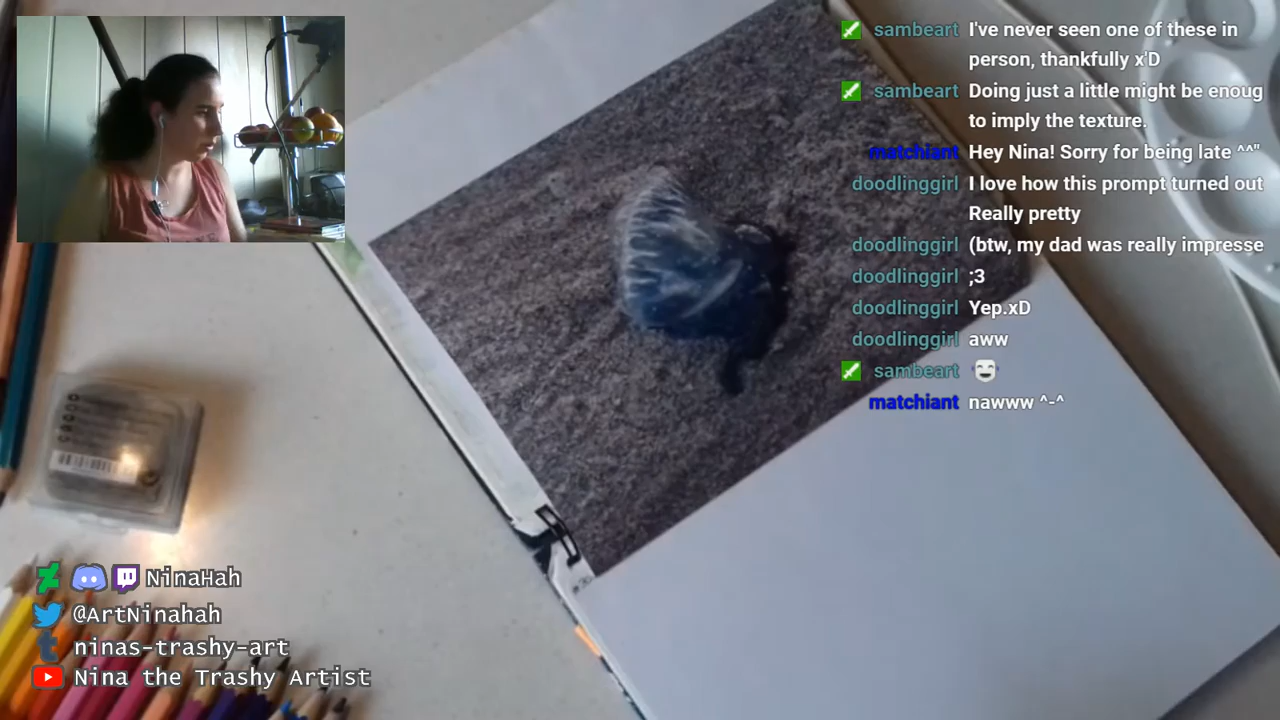 sambeart I've never seen one of these in
person, thankfully x'D
sambeart Doing just a little might be enoug
to imply the texture.
matchiant Hey Nina! Sorry for being late ^^"
doodlinggirl I love how this prompt turned out
Really pretty
doodlinggirl (btw, my dad was really impresse
doodlinggirl ;3
doodlinggirl Yep.xD
doodlinggirl aww
sambeart
matchiant nawww ^-^
NinaHah
@ArtNinahah
ninas-trashy-art
Nina the Trashy Artist